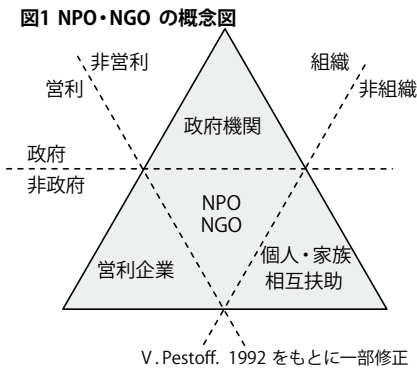 図1 NPO・NGO の概念図
非営利
営利
組織
非組織
政府機関
政府
非政府
NPO
NGO
営利企業
個人・家族
相互扶助
V.Pestoff. 1992 をもとに一部修正